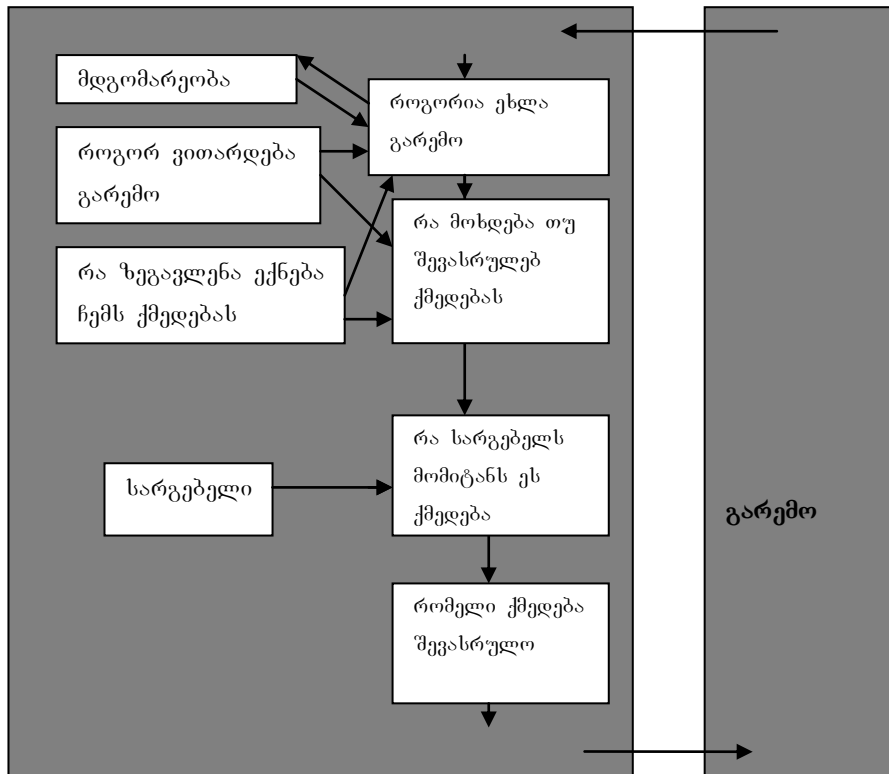 მდგომარეობა
როგორია ეხლა
გარემო
როგორ ვითარდება
გარემო
რა მოხდება თუ
შევასრულებ
ქმედებას
რა ზეგავლენა ექნება
ჩემს ქმედებას
რა სარგებელს
მომიტანს ეს
ქმედება
სარგებელი
გარემო
რომელი ქმედება
შევასრულო